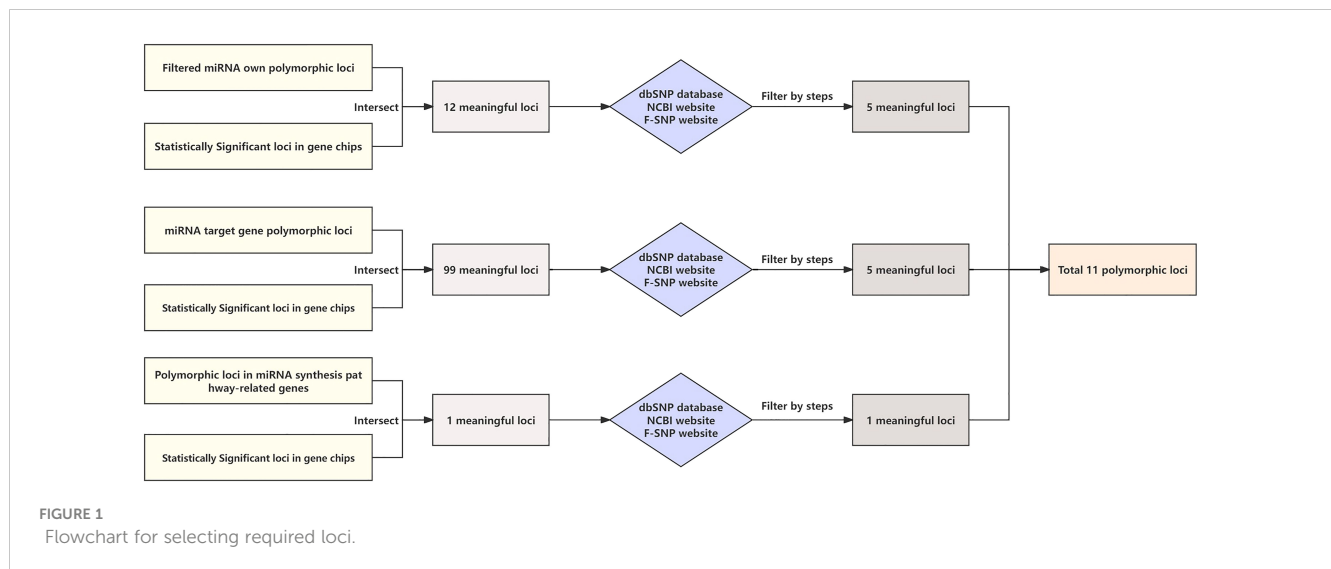 Filtered miRNA own polymorphic loci
Intersect
Statistically Significant loci in gene chips
12 meaningful loci
dbSNP database
NCBI website
F-SNP website
Filter by steps
5 meaningful loci
miRNA target gene polymorphic loci
Intersect
Statistically Significant loci in gene chips
99 meaningful loci
dbSNP database
NCBI website
F-SNP website
Filter by steps
5 meaningful loci
Total 11 polymorphic loci
Polymorphic loci in miRNA synthesis pat
hway-related genes
Intersect
Statistically Significant loci in gene chips
1 meaningful loci
dbSNP database
NCBI website
F-SNP website
Filter by steps
1 meaningful loci
FIGURE 1
Flowchart for selecting required loci.